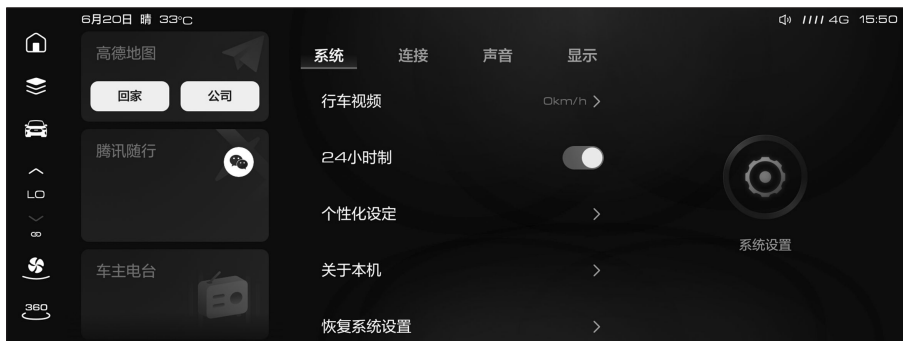 6月20日 晴 33°C
4G 15:50
LO
360
高德地图
回家 公司
腾讯随行
车主电台
系统 连接 声音 显示
行车视频 0km/h
24小时制
个性化设定
关于本机
恢复系统设置
系统设置